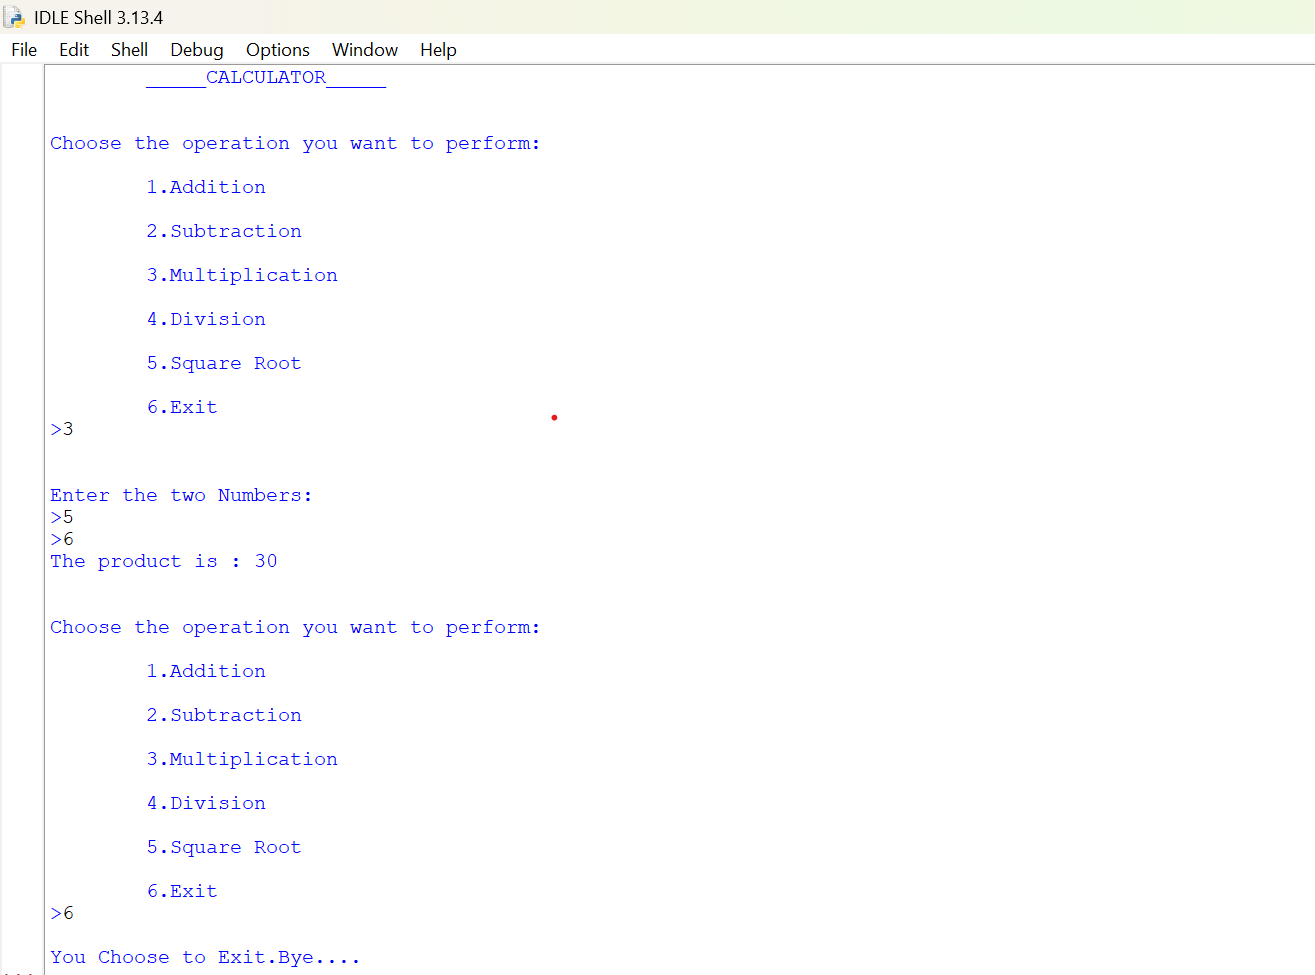 IDLE Shell 3.13.4
File Edit Shell Debug Options Window Help
_____CALCULATOR_____
Choose the operation you want to perform:
1.Addition
2.Subtraction
3.Multiplication
4.Division
5.Square Root
6.Exit
>3
Enter the two Numbers:
>5
>6
The product is : 30
Choose the operation you want to perform:
1.Addition
2.Subtraction
3.Multiplication
4.Division
5.Square Root
6.Exit
>6
You Choose to Exit.Bye....